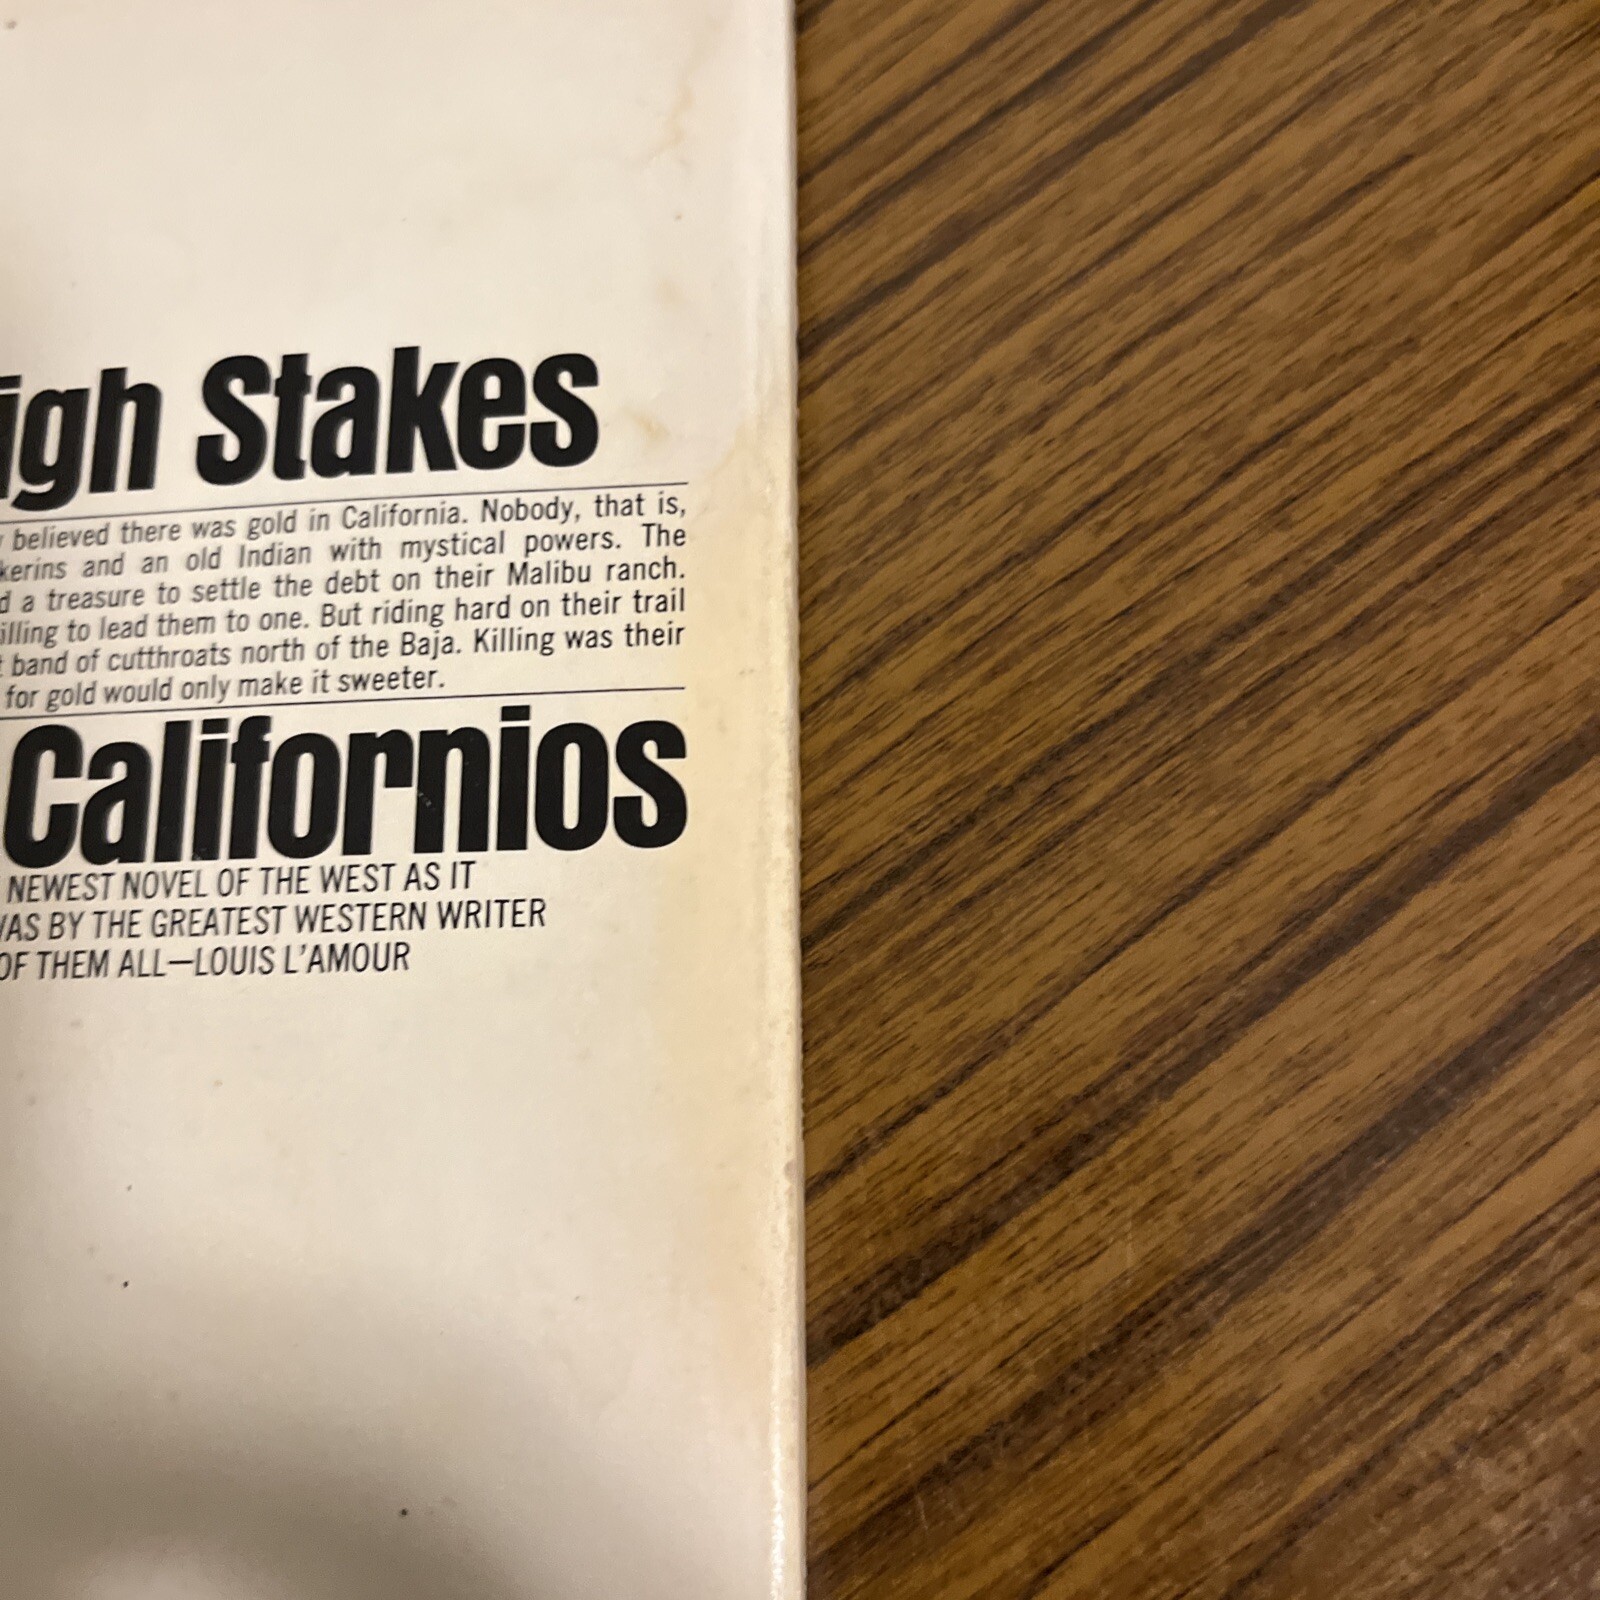 igh Stakes
believed there was gold in California. Nobody, that is,
kerins and an old Indian with mystical powers. The
d a treasure to settle the debt on their Malibu ranch.
illing to lead them to one. But riding hard on their trail
t band of cutthroats north of the Baja. Killing was their
for gold would only make it sweeter.
Californios
NEWEST NOVEL OF THE WEST AS IT
WAS BY THE GREATEST WESTERN WRITER
OF THEM ALL—LOUIS L'AMOUR